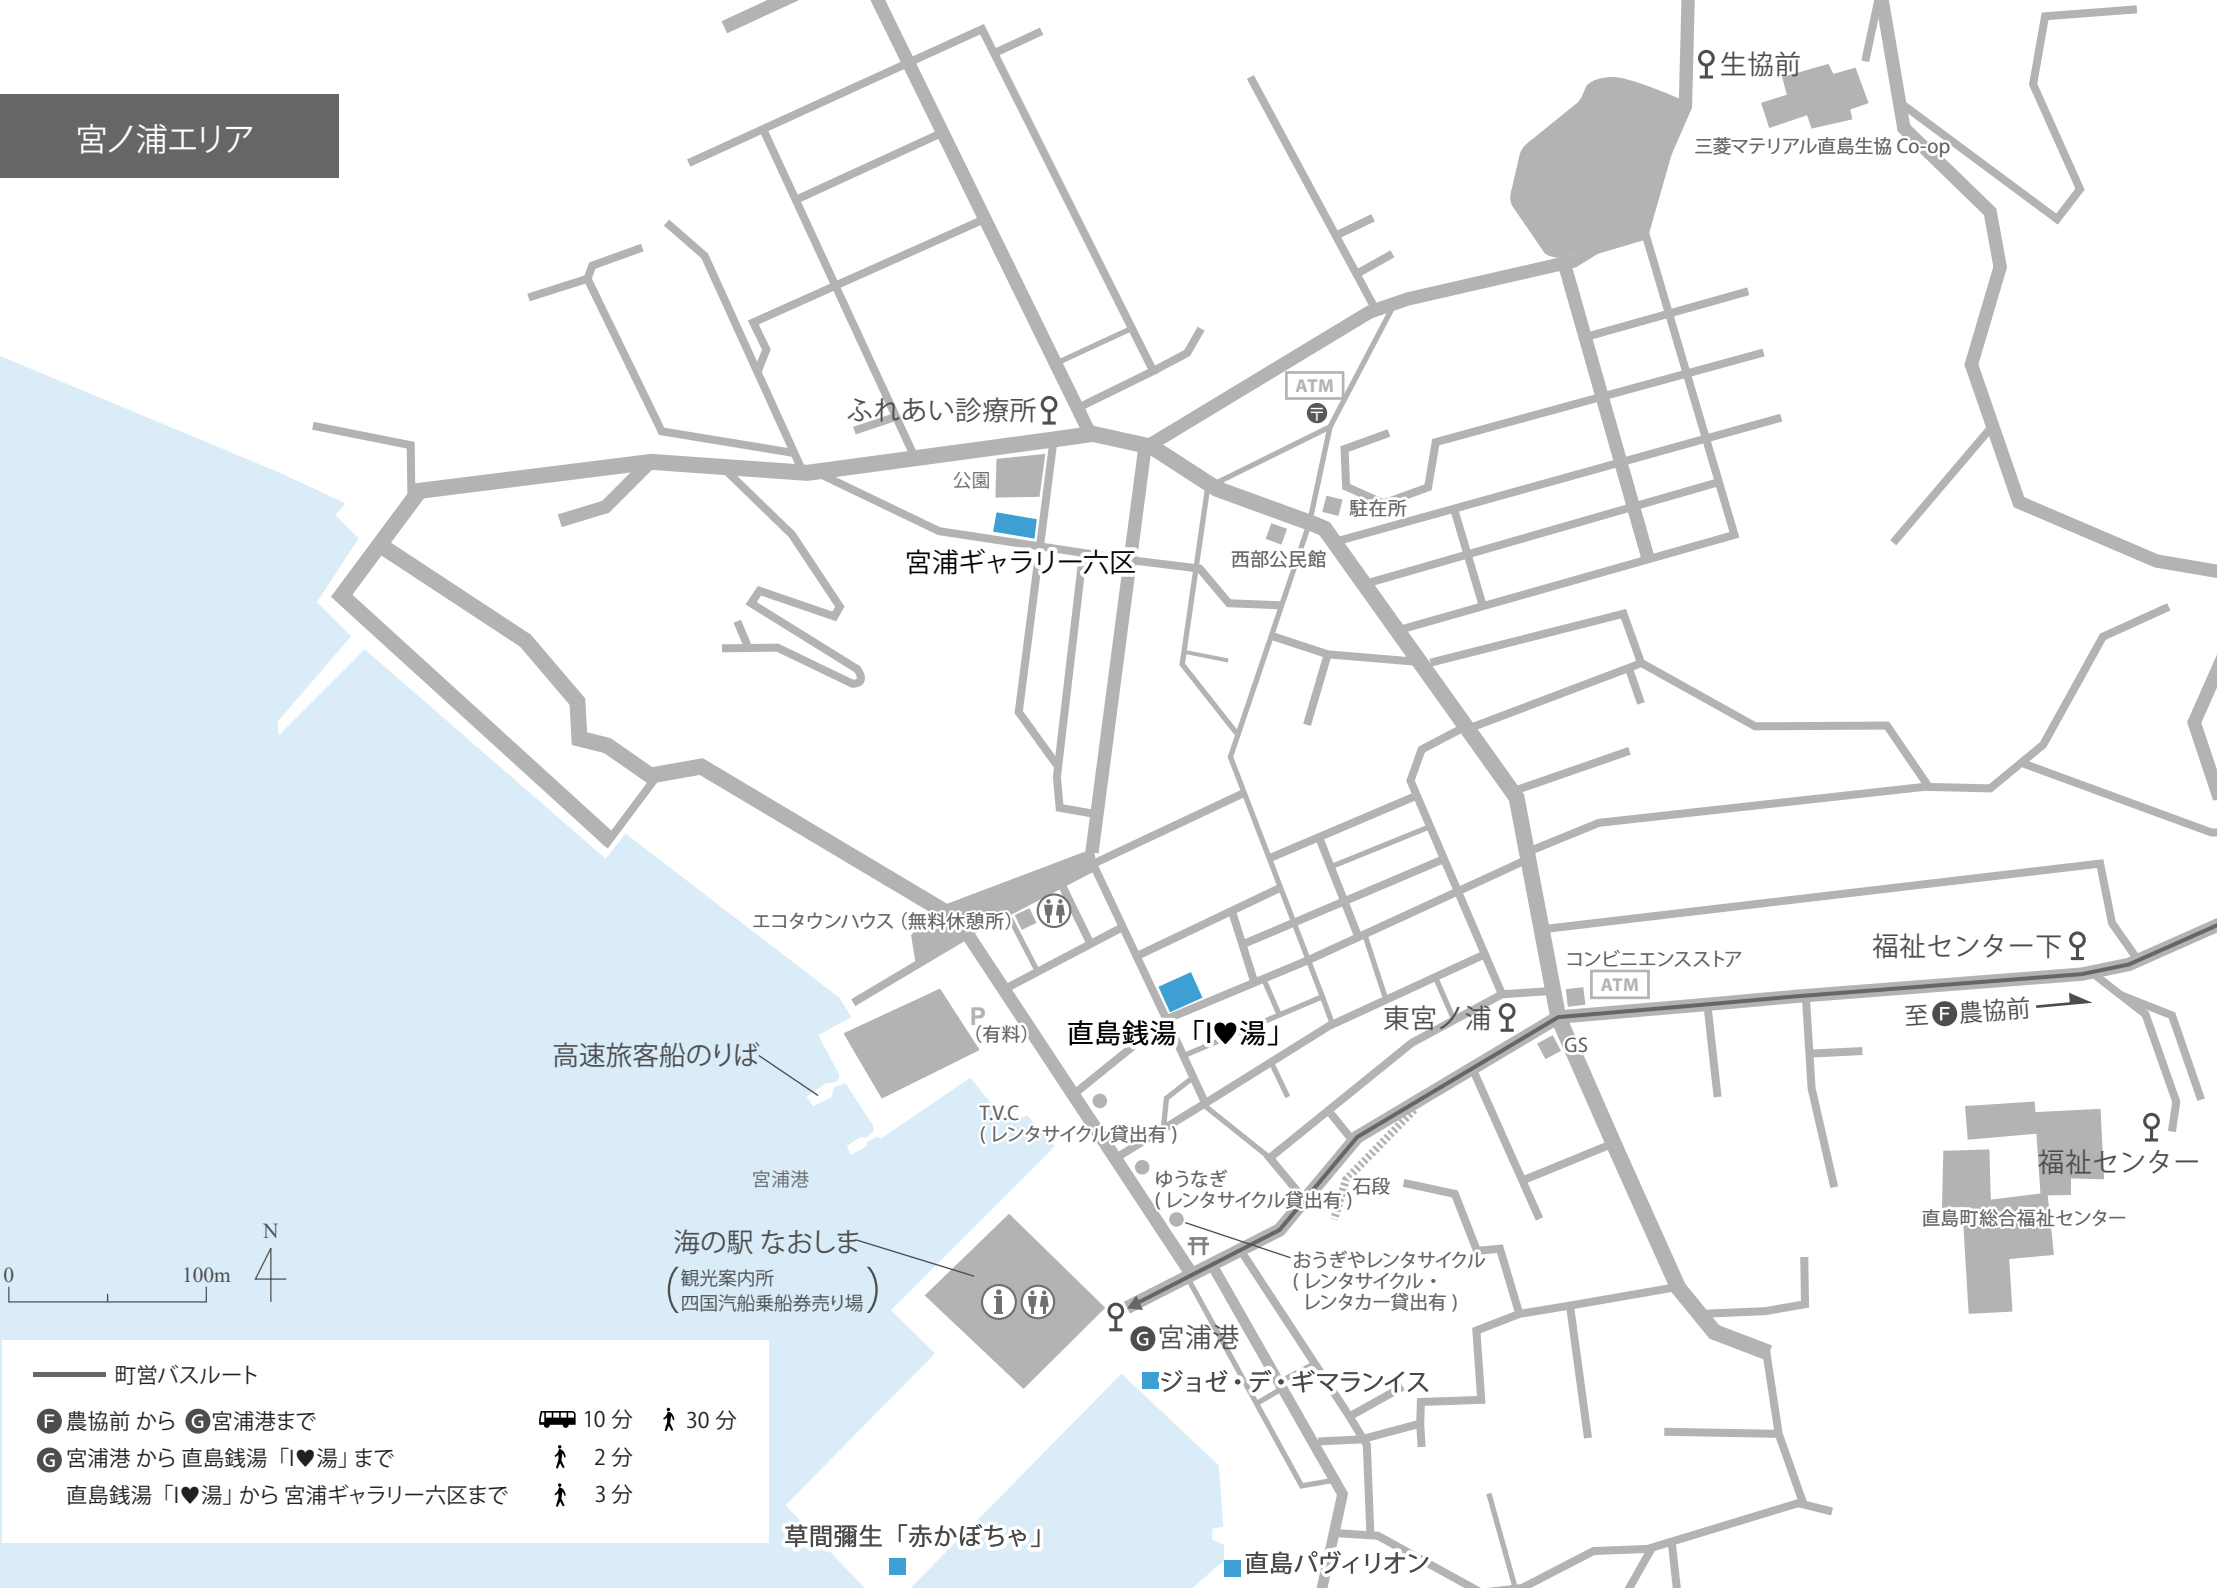 宮ノ浦エリア
生協前
三菱マテリアル直島生協 Co-op
ふれあい診療所
ATM
〒
公園
駐在所
西部公民館
宮浦ギャラリー六区
エコタウンハウス（無料休憩所）
P
（有料）
直島銭湯「I♥湯」
東宮ノ浦
コンビニエンスストア
ATM
福祉センター下
至 F 農協前
GS
高速旅客船のりば
T.V.C
( レンタサイクル貸出有 )
ゆうなぎ
( レンタサイクル貸出有 )
石段
福祉センター
直島町総合福祉センター
宮浦港
海の駅 なおしま
(観光案内所
四国汽船乗船券売り場)
i
おうぎやレンタサイクル
( レンタサイクル・
レンタカー貸出有 )
G 宮浦港
ジョゼ・デ・ギマランイス
草間彌生「赤かぼちゃ」
直島パヴィリオン
N
0 100m
町営バスルート
F 農協前 から G 宮浦港まで 10 分 30 分
G 宮浦港 から 直島銭湯「I♥湯」まで 2 分
直島銭湯「I♥湯」から 宮浦ギャラリー六区まで 3 分